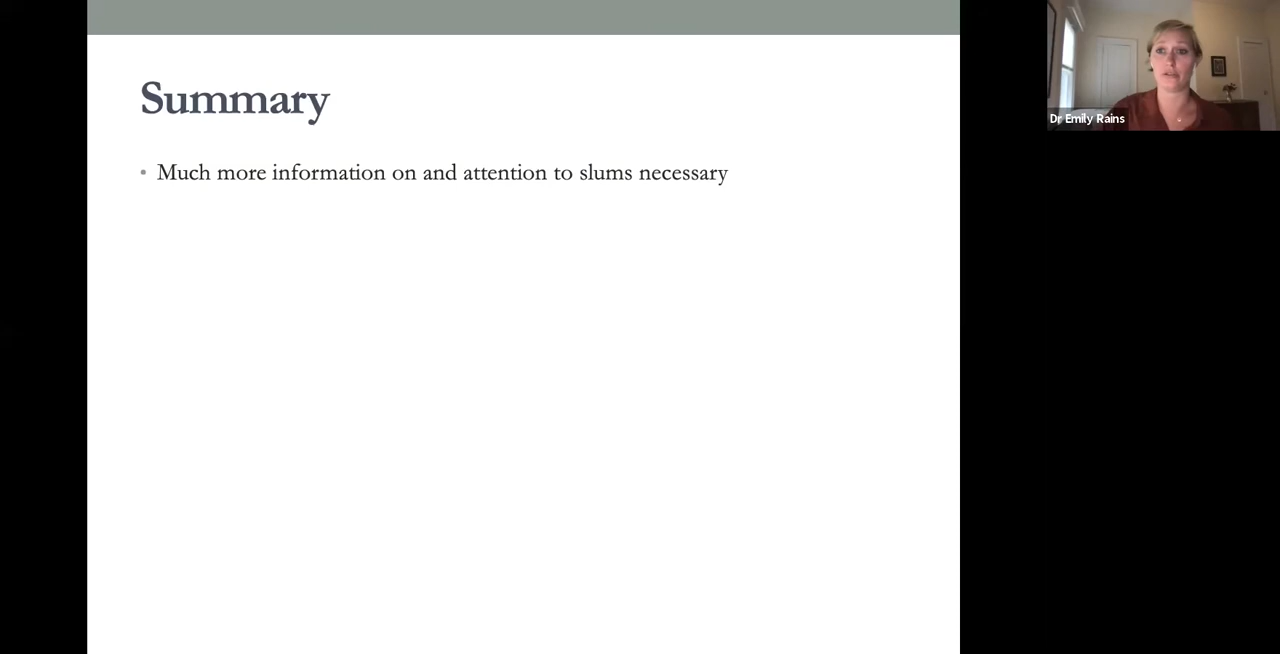 Summary
• Much more information on and attention to slums necessary
Dr Emily Rains